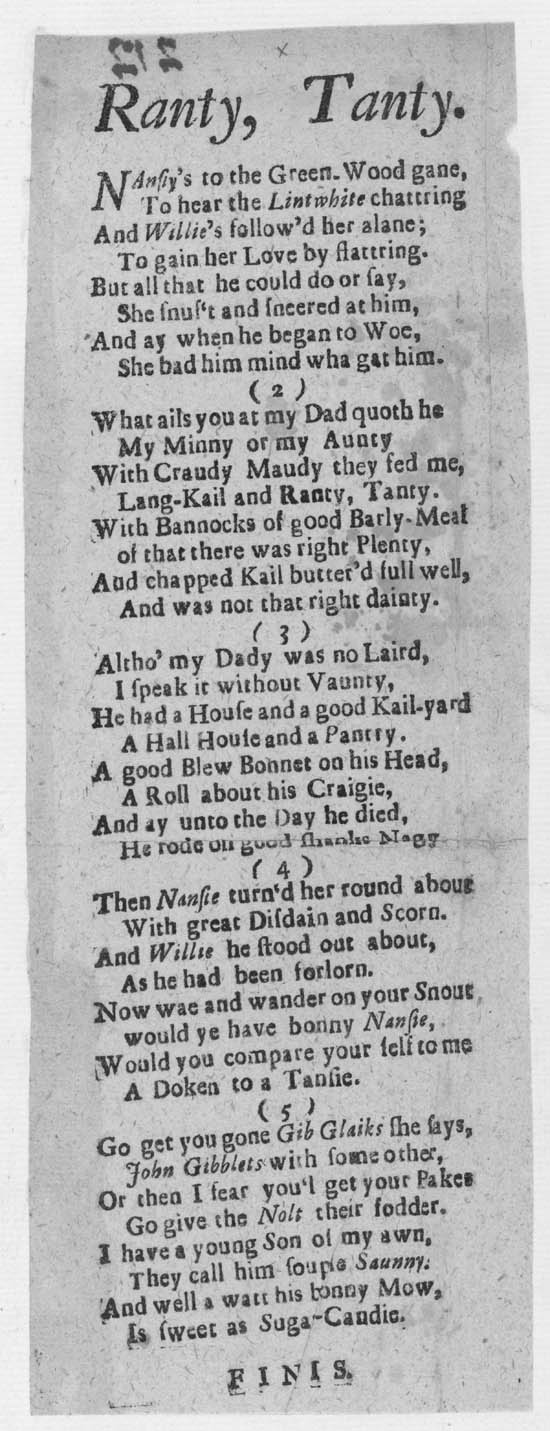 Ranty, Tanty.
NAnſiy's to the Green-Wood gane,
To hear the Lintwhite chattring
And Willie's follow'd her alane;
To gain her Love by flattring.
But all that he could do or ſay,
She ſnuf't and ſneered at him,
And ay when he began to Woe,
She bad him mind wha gat him.
( 2 )
What ails you at my Dad quoth he
My Minny or my Aunty
With Craudy Maudy they fed me,
Lang-Kail and Ranty, Tanty.
With Bannocks of good Barly-Meal
of that there was right Plenty,
And chapped Kail butter'd full well,
And was not that right dainty.
( 3 )
Altho' my Dady was no Laird,
I ſpeak it without Vaunty,
He had a Houſe and a good Kail-yard
A Hall Houſe and a Pantry.
A good Blew Bonnet on his Head,
A Roll about his Craigie,
And ay unto the Day he died,
He rode on good ſhanks Nagy
( 4 )
Then Nanſie turn'd her round about
With great Diſdain and Scorn.
And Willie he ſtood out about,
As he had been forlorn.
Now wae and wander on your Snout,
would ye have bonny Nanſie,
Would you compare your ſelf to me
A Doken to a Tanſie.
( 5 )
Go get you gone Gib Glaiks ſhe ſays,
John Gibblets with ſome other,
Or then I fear you'l get your Pakes
Go give the Nolt their fodder.
I have a young Son of my awn,
They call him ſouple Saunny.
And well a watt his bonny Mow,
Is ſweet as Suga-Candie.
FINIS.